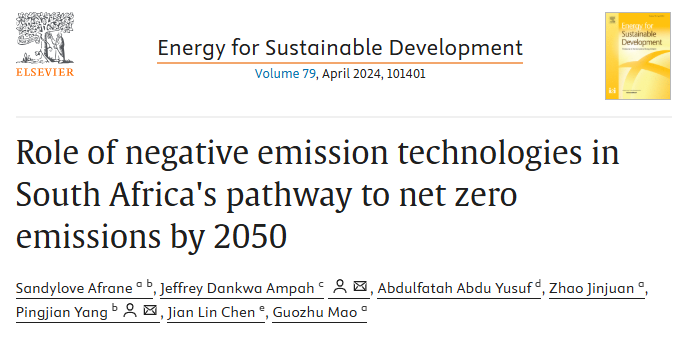 ELSEVIER
Energy for Sustainable Development
Volume 79, April 2024, 101401
Energy for
Sustainable
Development
Role of negative emission technologies in
South Africa's pathway to net zero
emissions by 2050
Sandylove Afrane a b, Jeffrey Dankwa Ampah c, Abdulfatah Abdu Yusuf d, Zhao Jinjuan a,
Pingjian Yang b, Jian Lin Chen e, Guozhu Mao a